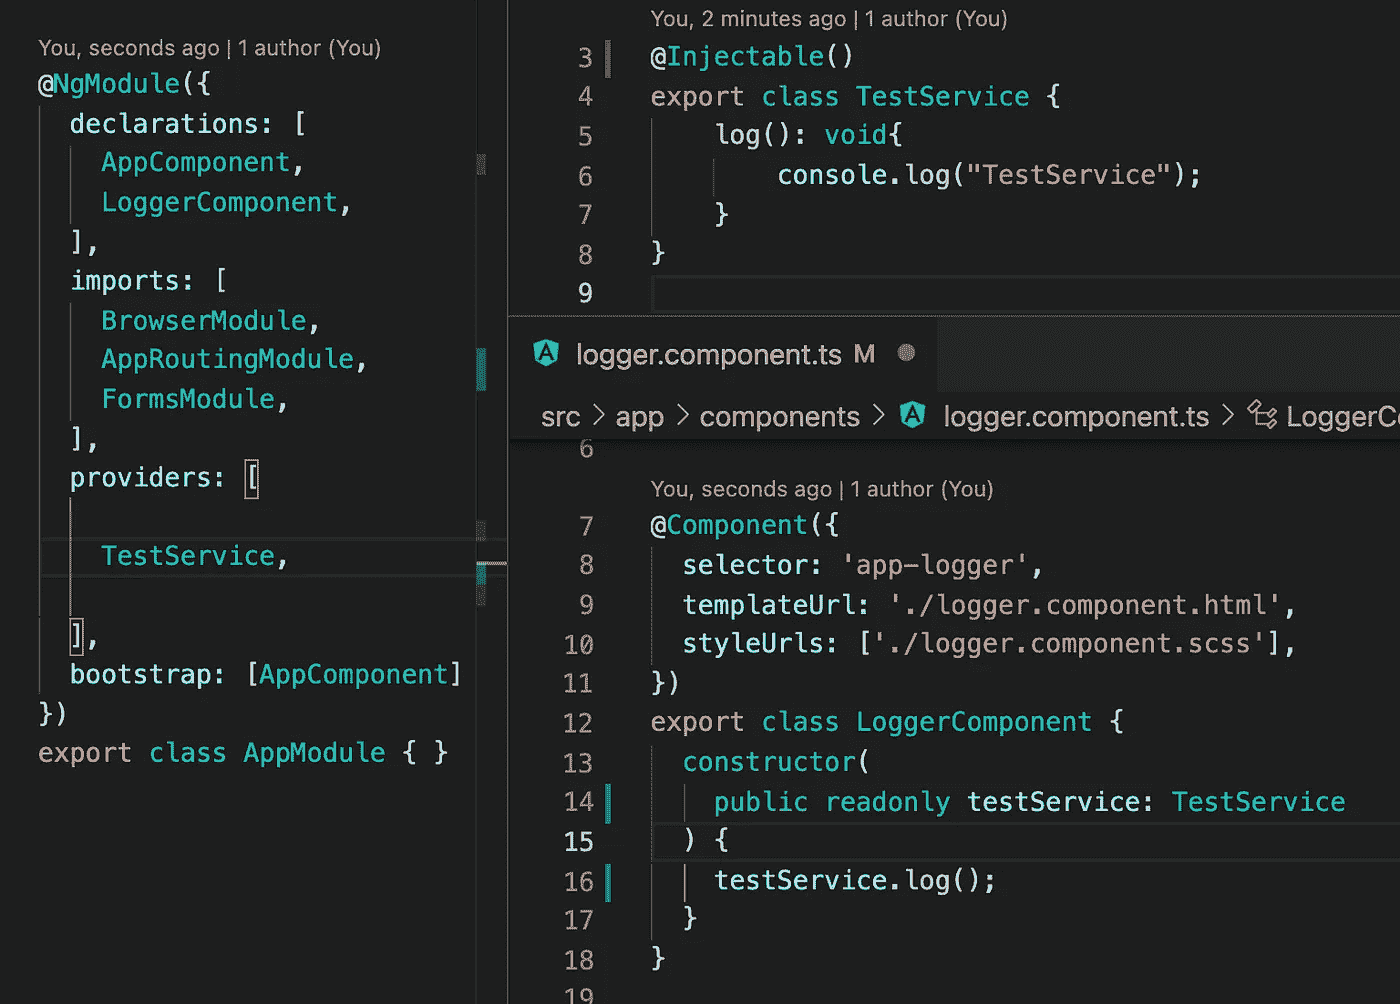 You, seconds ago | 1 author (You)
@NgModule({
  declarations: [
    AppComponent,
    LoggerComponent,
  ],
  imports: [
    BrowserModule,
    AppRoutingModule,
    FormsModule,
  ],
  providers: [
    TestService,
  ],
  bootstrap: [AppComponent]
})
export class AppModule { }
You, 2 minutes ago | 1 author (You)
3 @Injectable()
4 export class TestService {
5     log(): void{
6         console.log("TestService");
7     }
8 }
9
logger.component.ts M
src > app > components > logger.component.ts > LoggerCo
6
You, seconds ago | 1 author (You)
7 @Component({
8   selector: 'app-logger',
9   templateUrl: './logger.component.html',
10   styleUrls: ['./logger.component.scss'],
11 })
12 export class LoggerComponent {
13   constructor(
14     public readonly testService: TestService
15   ) {
16     testService.log();
17   }
18 }
19